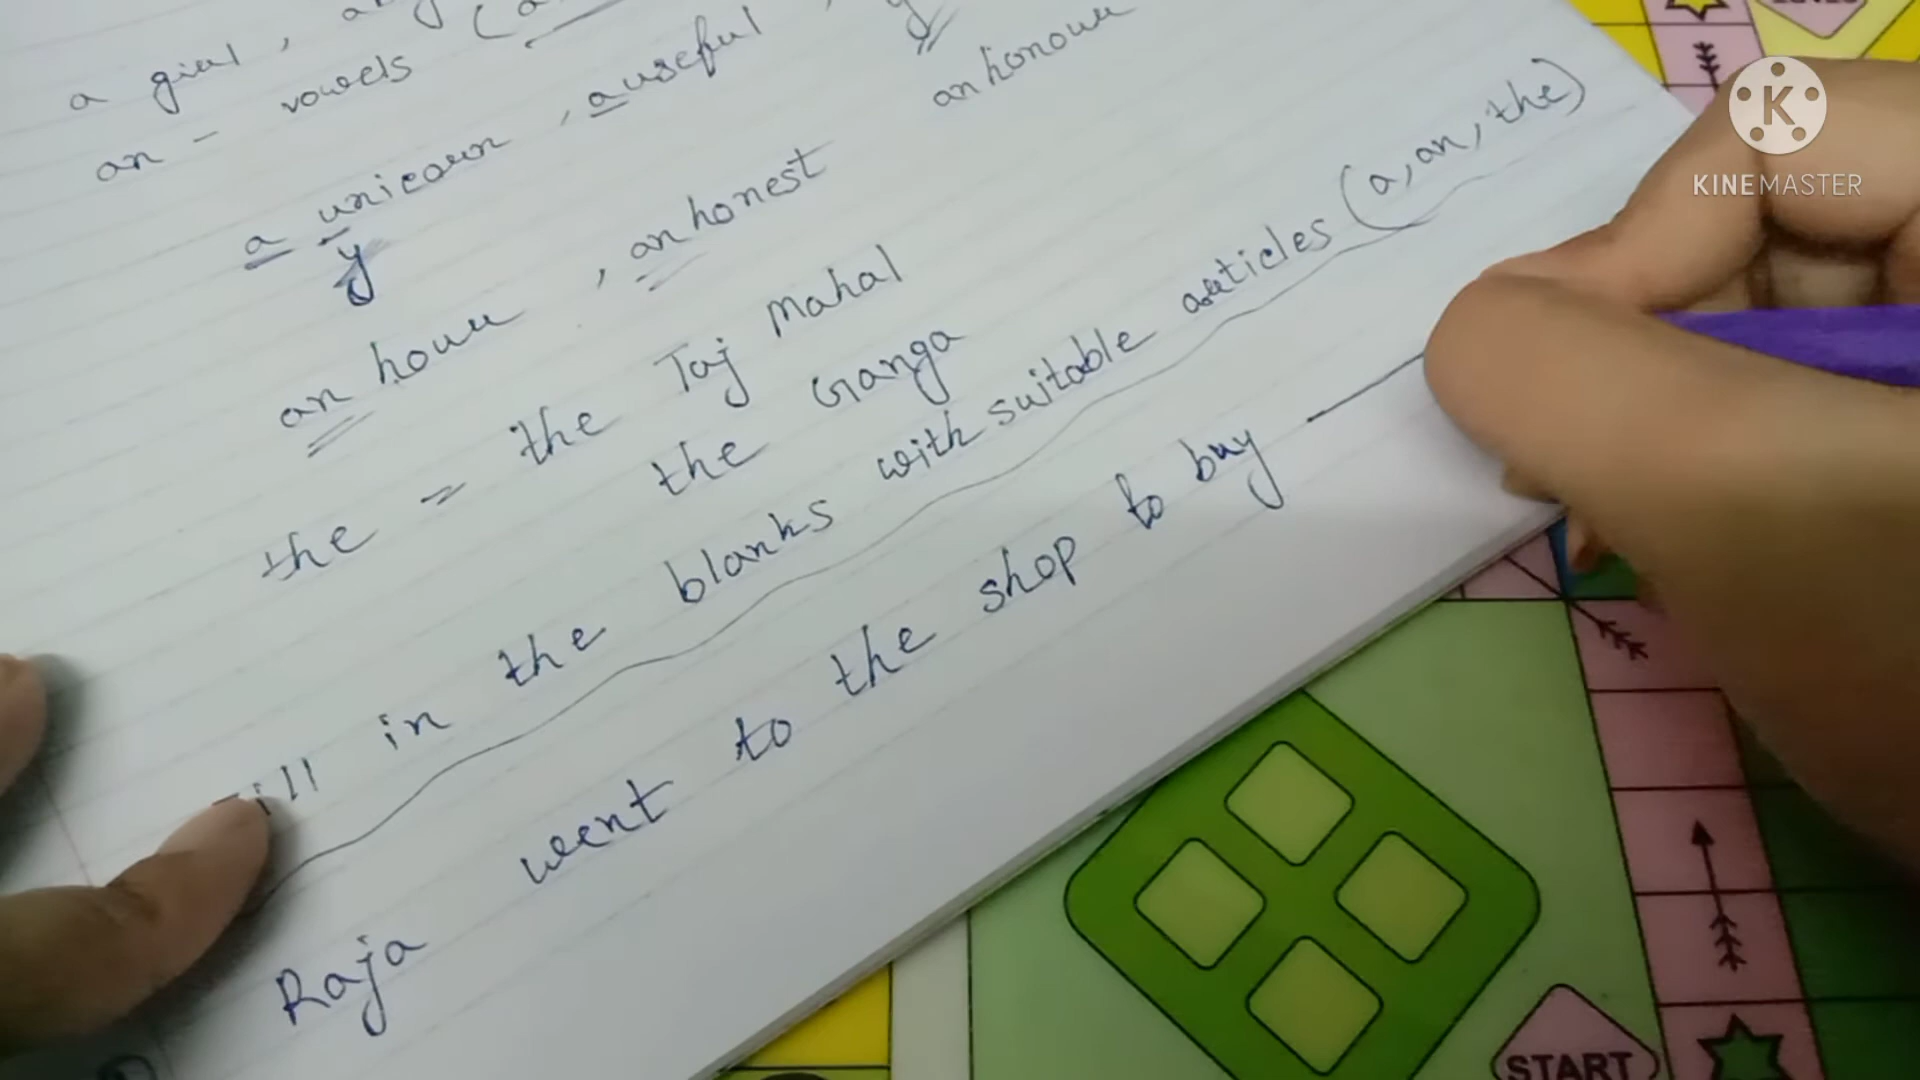 a girl,
an - vowels (a
a unicorn, a useful,
y
y
an hour, an honest
an honour
the = the Taj Mahal
the Ganga
Fill in the blanks with suitable articles (a, an, the)
Raja went to the shop to buy
K
KINEMASTER
START